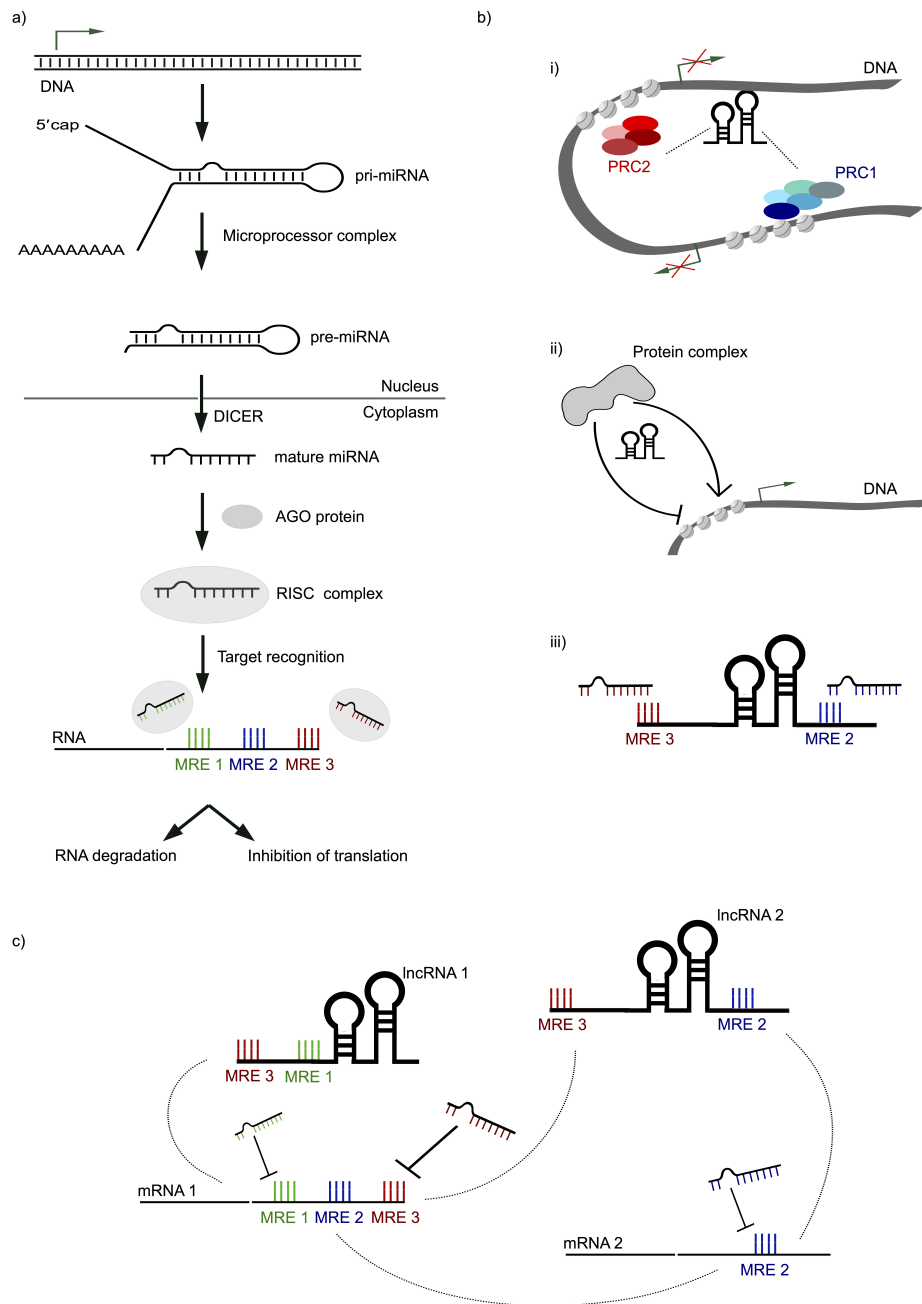 a)
DNA
5'cap
pri-miRNA
AAAAAAAAA
Microprocessor complex
pre-miRNA
Nucleus
Cytoplasm
DICER
mature miRNA
AGO protein
RISC complex
Target recognition
RNA
MRE 1 MRE 2 MRE 3
RNA degradation
Inhibition of translation
b)
i)
DNA
PRC2
PRC1
ii)
Protein complex
DNA
iii)
MRE 3
MRE 2
c)
lncRNA 1
MRE 3 MRE 1
lncRNA 2
MRE 3
MRE 2
mRNA 1
MRE 1 MRE 2 MRE 3
mRNA 2
MRE 2